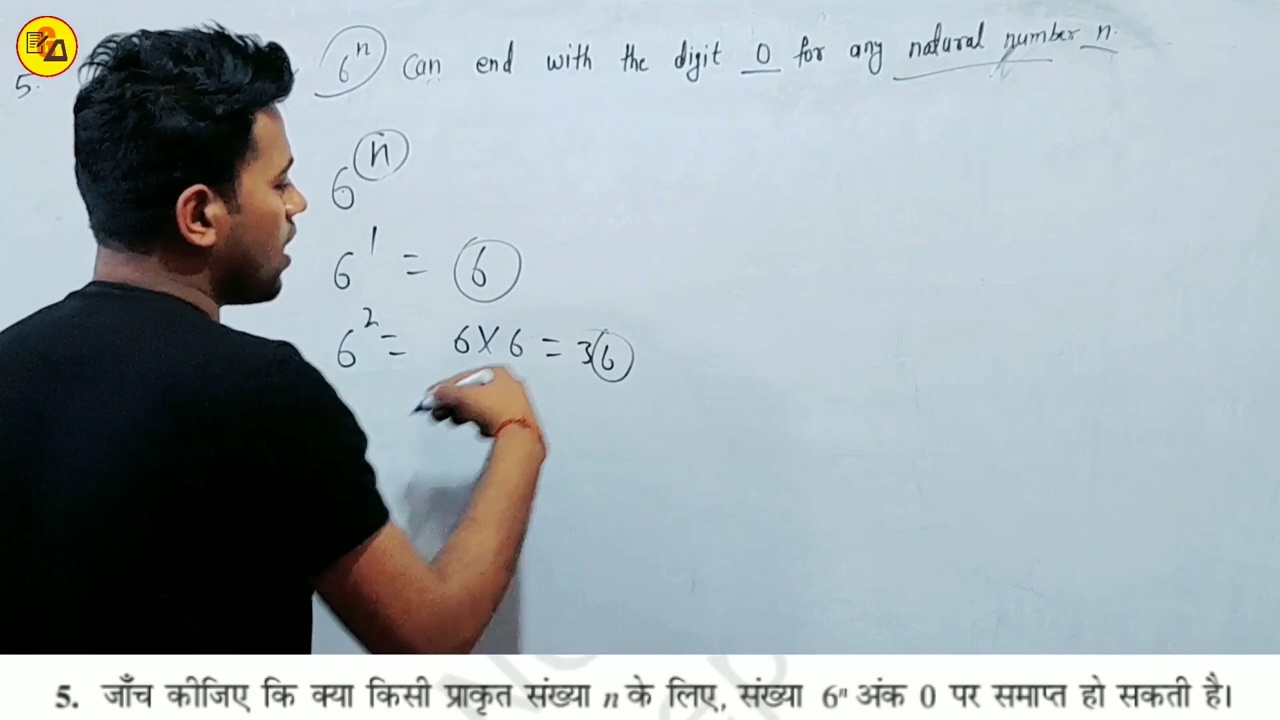 5. 6ⁿ Can end with the digit 0 for any natural number n.
6ⁿ
6¹ = 6
6² = 6×6 = 36
5. जाँच कीजिए कि क्या किसी प्राकृत संख्या n के लिए, संख्या 6ⁿ अंक 0 पर समाप्त हो सकती है।